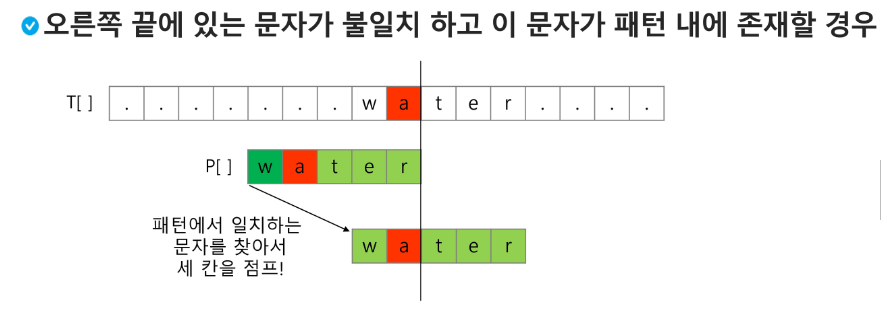 오른쪽 끝에 있는 문자가 불일치 하고 이 문자가 패턴 내에 존재할 경우
T[ ] . . . . . . . w a t e r . . . .
P[ ] w a t e r
패턴에서 일치하는
문자를 찾아서
세 칸을 점프!
w a t e r